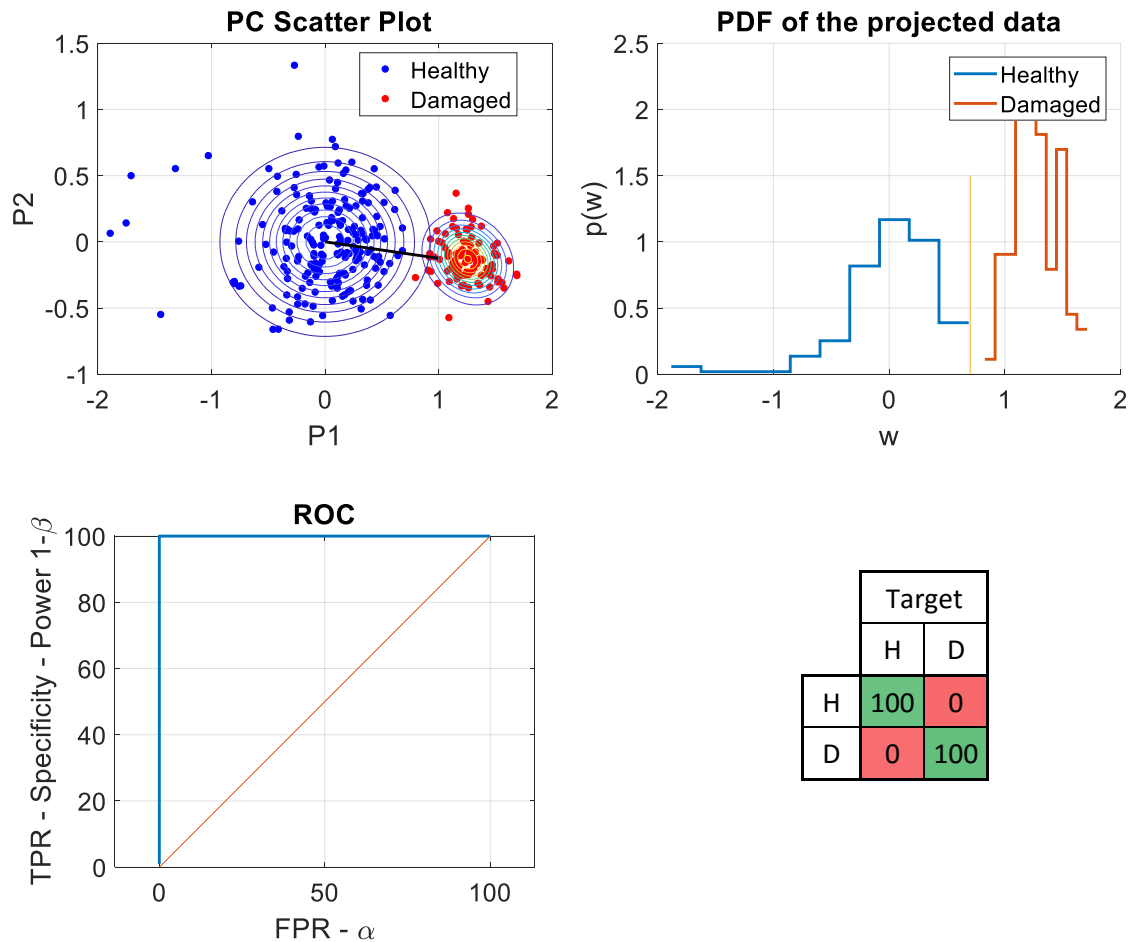 PC Scatter Plot
1.5
1
0.5
0
-0.5
-1
-2
-1
0
1
2
P2
P1
Healthy
Damaged
PDF of the projected data
2.5
2
1.5
1
0.5
0
-2
-1
0
1
2
p(w)
w
Healthy
Damaged
ROC
100
80
60
40
20
0
0
50
100
TPR - Specificity - Power 1-β
FPR - α
Target
H D
H 100 0
D 0 100